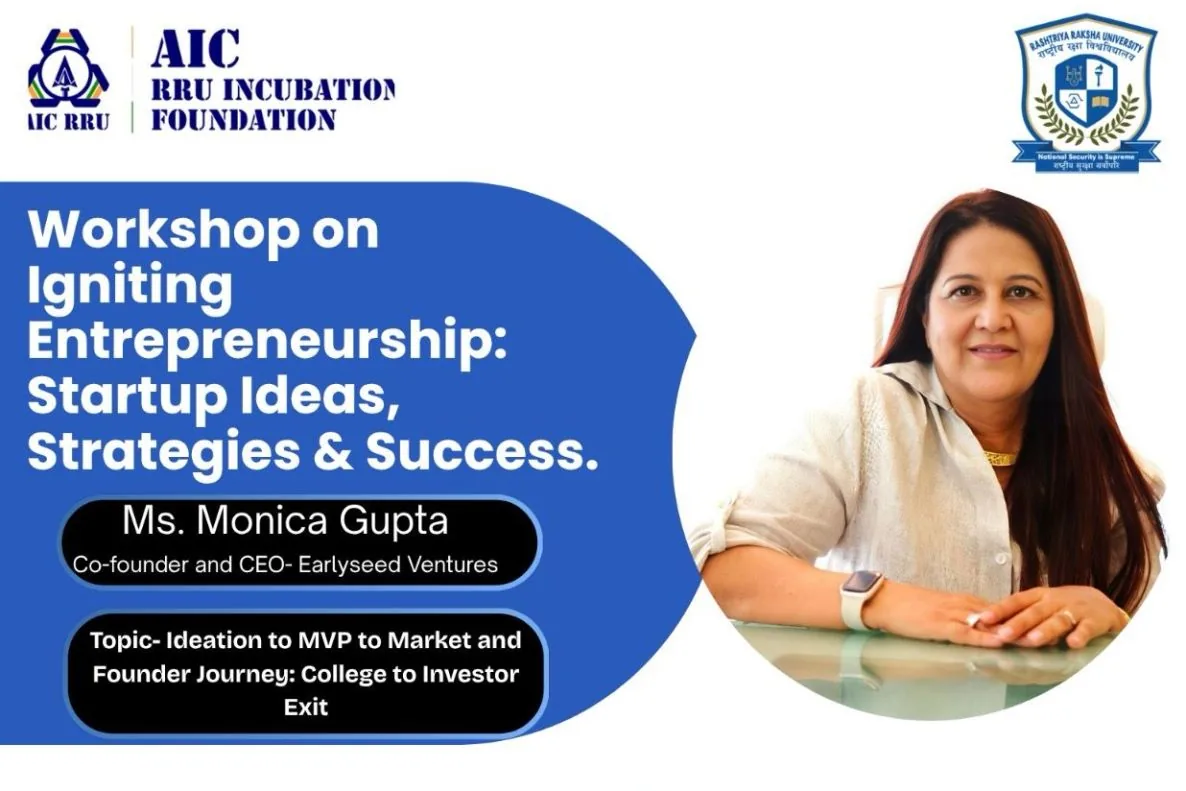 AIC
RRU INCUBATION
FOUNDATION
AIC RRU
RASHTRIYA RAKSHA UNIVERSITY
राष्ट्रीय रक्षा विश्वविद्यालय
National Security is Supreme
राष्ट्रीय सुरक्षा सर्वोपरि
Workshop on
Igniting
Entrepreneurship:
Startup Ideas,
Strategies & Success.
Ms. Monica Gupta
Co-founder and CEO- Earlyseed Ventures
Topic- Ideation to MVP to Market and
Founder Journey: College to Investor
Exit